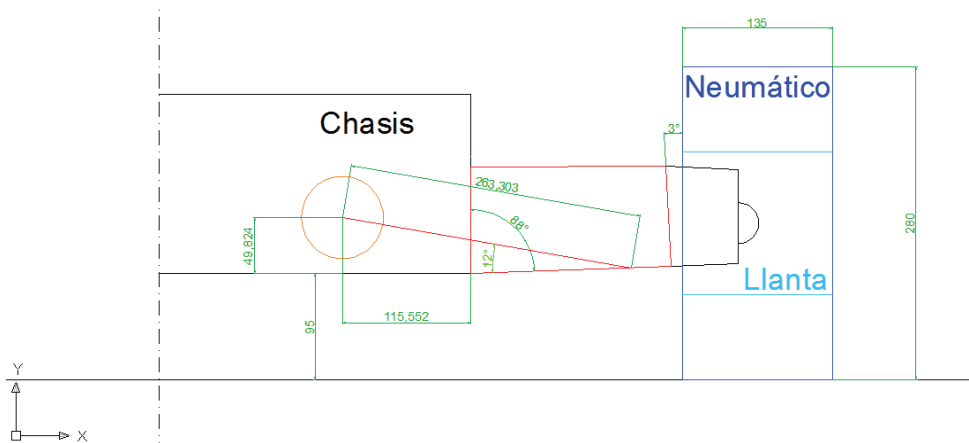 135
Neumático
Chasis
3°
263,303
88°
49,824
12°
280
Llanta
115,552
95
Y
X